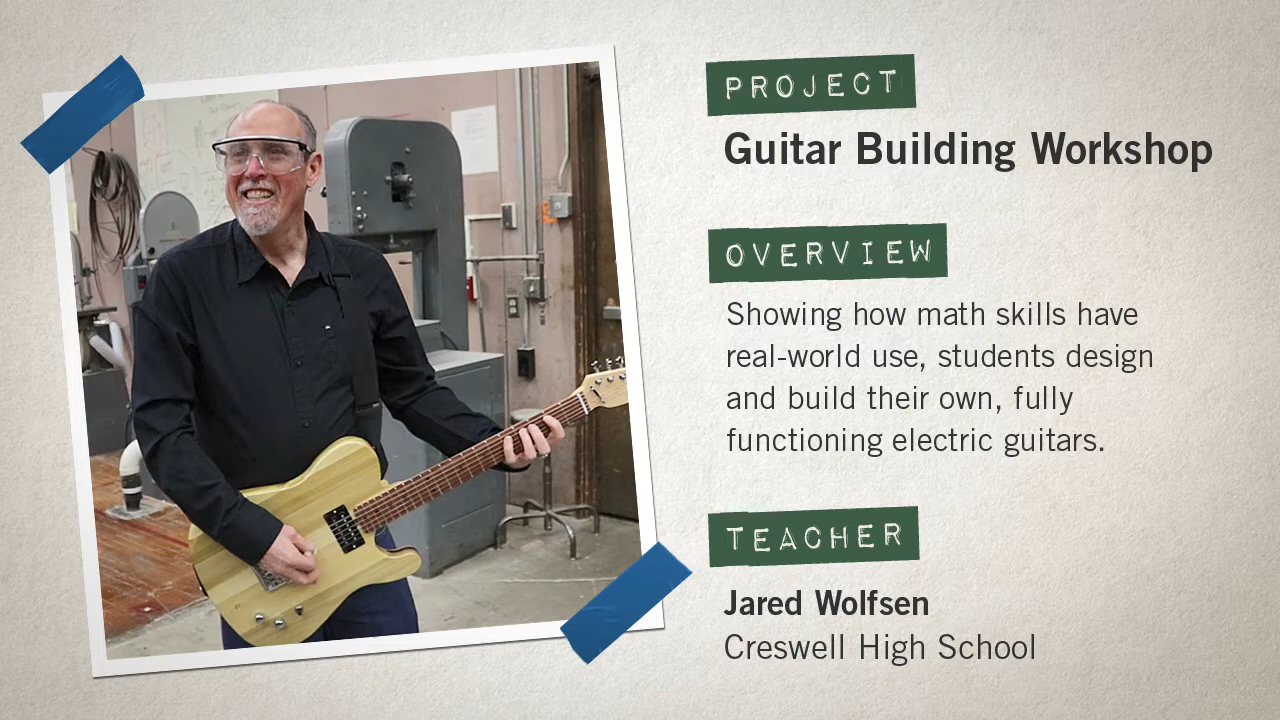 PROJECT
Guitar Building Workshop
OVERVIEW
Showing how math skills have
real-world use, students design
and build their own, fully
functioning electric guitars.
TEACHER
Jared Wolfsen
Creswell High School